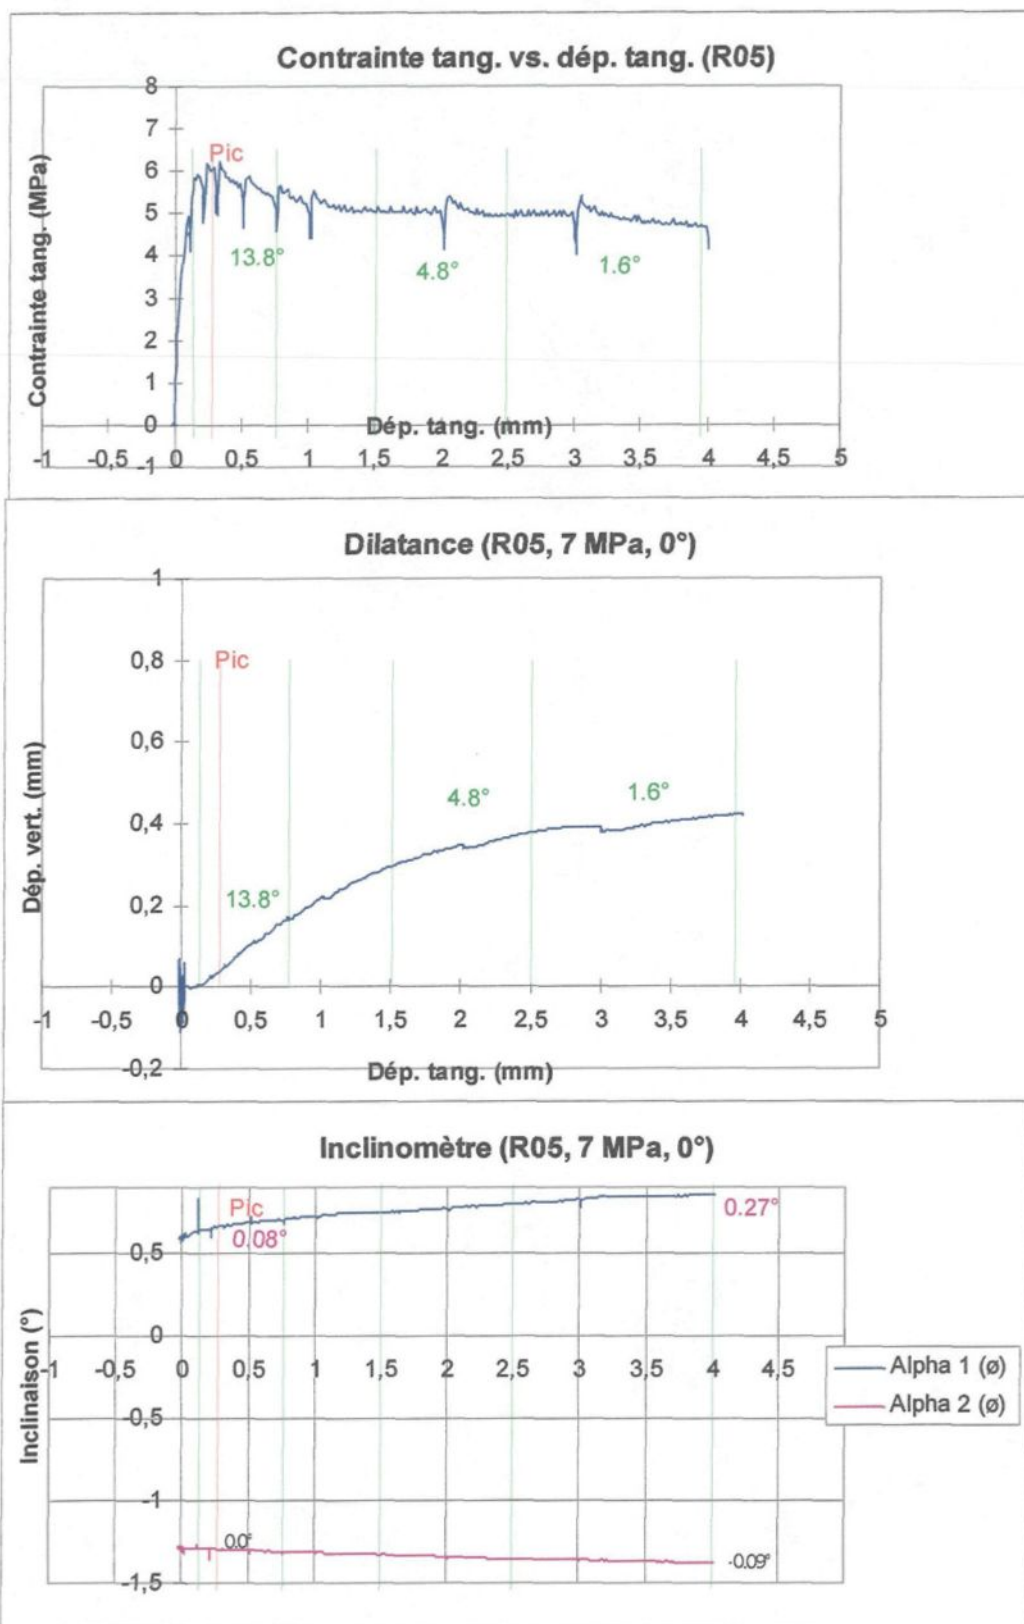 Contrainte tang. vs. dép. tang. (R05)
8
7
Pic
6
5
13.8°
4.8°
1.6°
4
3
2
1
0
Contrainte tang. (MPa)
Dép. tang. (mm)
-1 -0,5 -1 0 0,5 1 1,5 2 2,5 3 3,5 4 4,5 5
Dilatance (R05, 7 MPa, 0°)
1
0,8 Pic
0,6
4.8° 1.6°
0,4
13.8°
0,2
0
Dép. vert. (mm)
-1 -0,5 0 0,5 1 1,5 2 2,5 3 3,5 4 4,5 5
-0,2
Dép. tang. (mm)
Inclinomètre (R05, 7 MPa, 0°)
Pic
0.27°
0.08°
0,5
0
-1 -0,5 0 0,5 1 1,5 2 2,5 3 3,5 4 4,5
Inclinaison (°)
Alpha 1 (ø)
Alpha 2 (ø)
-0,5
-1
0.0°
-0.09°
-1,5